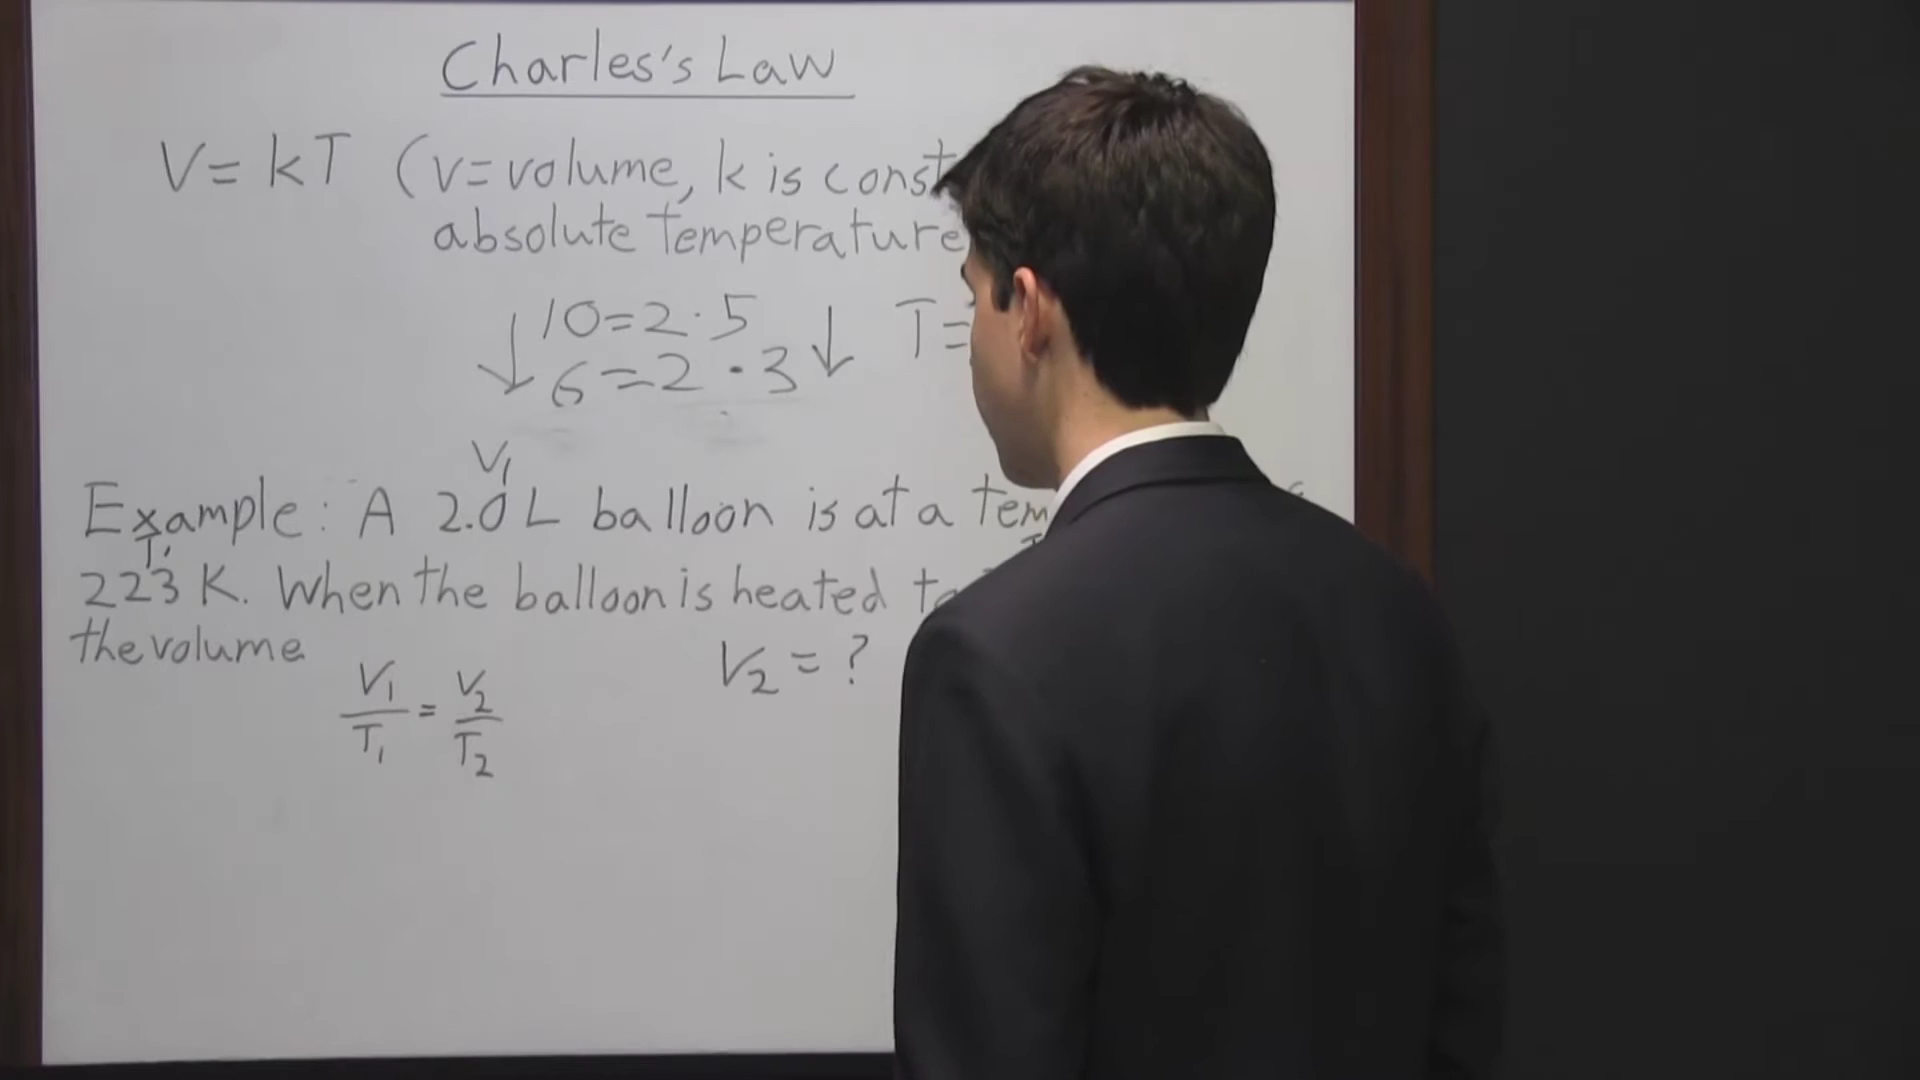 Charles's Law
V = kT (v=volume, k is const
absolute temperature
10=2·5 T=
6=2·3
V₁
Example: A 2.0 L balloon is at a tem
T₁
223 K. When the balloon is heated to
the volume
V₂ = ?
V₁/T₁ = V₂/T₂